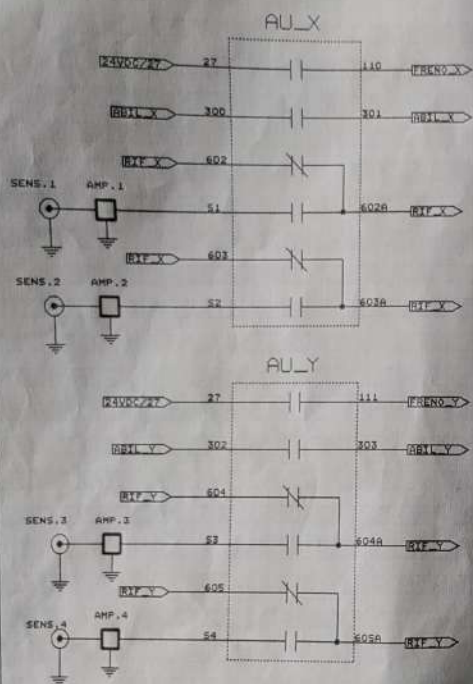 AU_X
24VDC/27 27 110 FRENO_X
ABIL_X 300 301 ABIL_X
RIF_X 602
SENS.1 AMP.1
S1 602A RIF_X
RIF_X 603
SENS.2 AMP.2
S2 603A RIF_X
AU_Y
24VDC/27 27 111 FRENO_Y
ABIL_Y 302 303 ABIL_Y
RIF_Y 604
SENS.3 AMP.3
S3 604A RIF_Y
RIF_Y 605
SENS.4 AMP.4
S4 605A RIF_Y